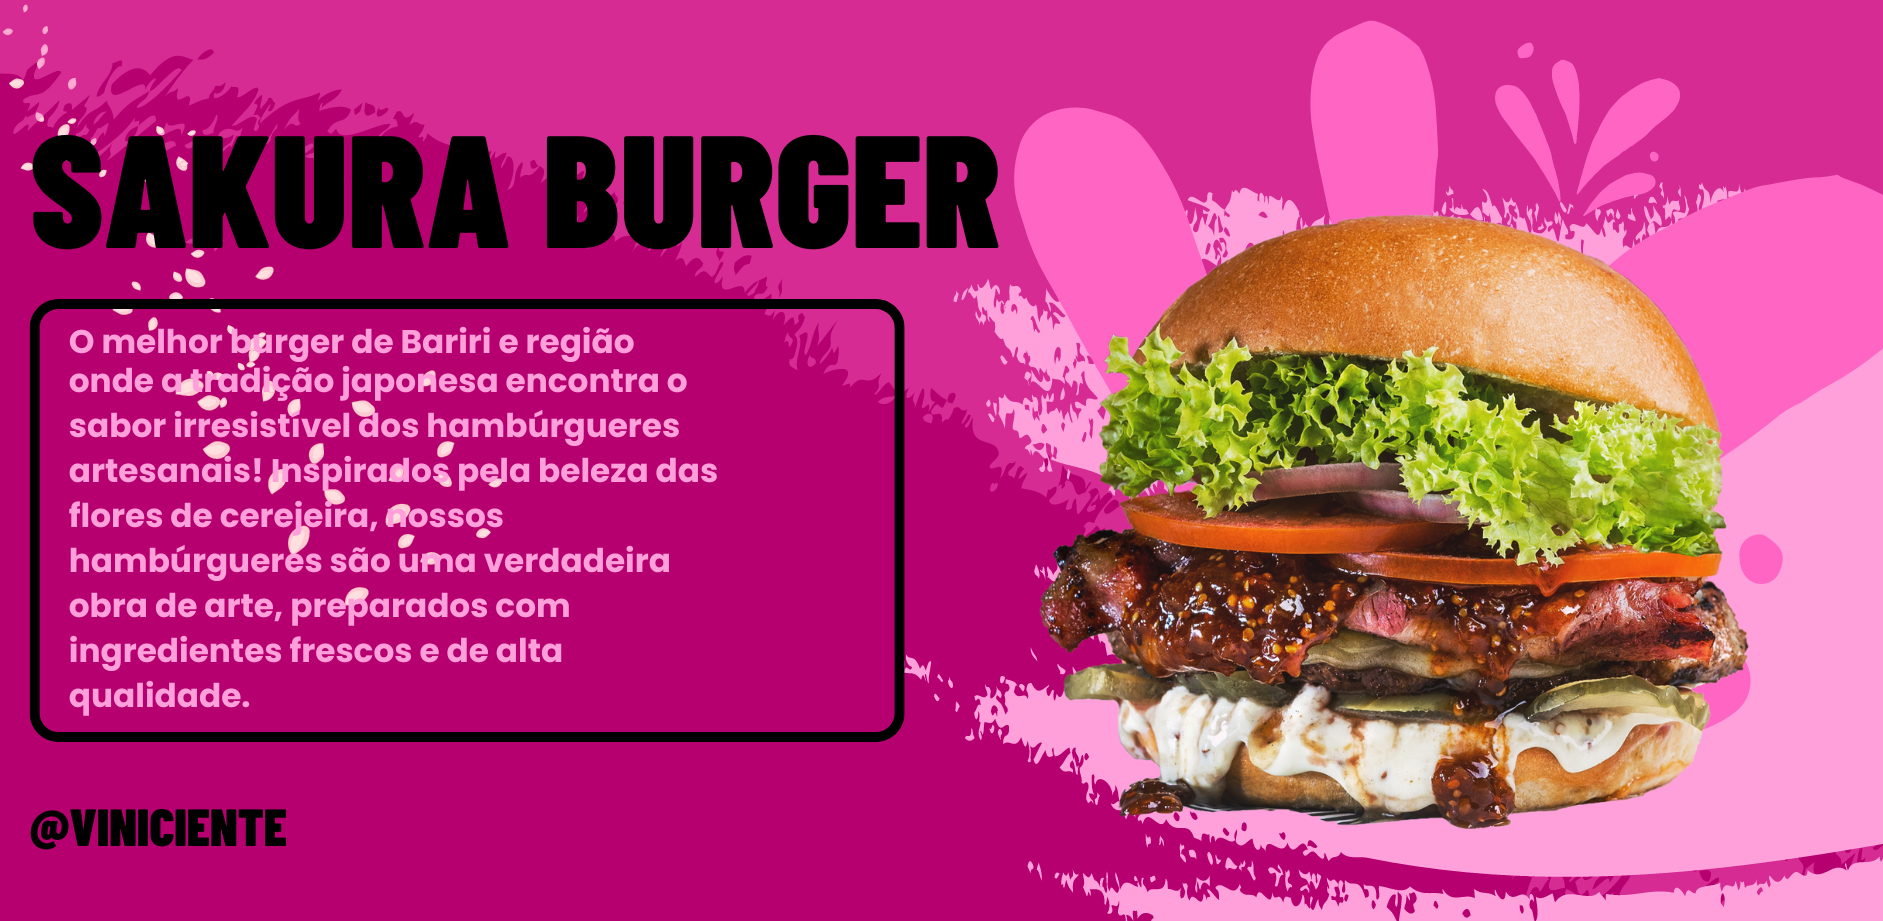 SAKURA BURGER
O melhor burger de Bariri e região
onde a tradição japonesa encontra o
sabor irresistível dos hambúrgueres
artesanais! Inspirados pela beleza das
flores de cerejeira, nossos
hambúrgueres são uma verdadeira
obra de arte, preparados com
ingredientes frescos e de alta
qualidade.
@VINICIENTE